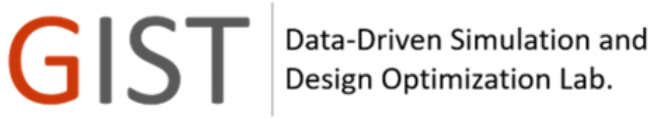 GIST
Data-Driven Simulation and
Design Optimization Lab.